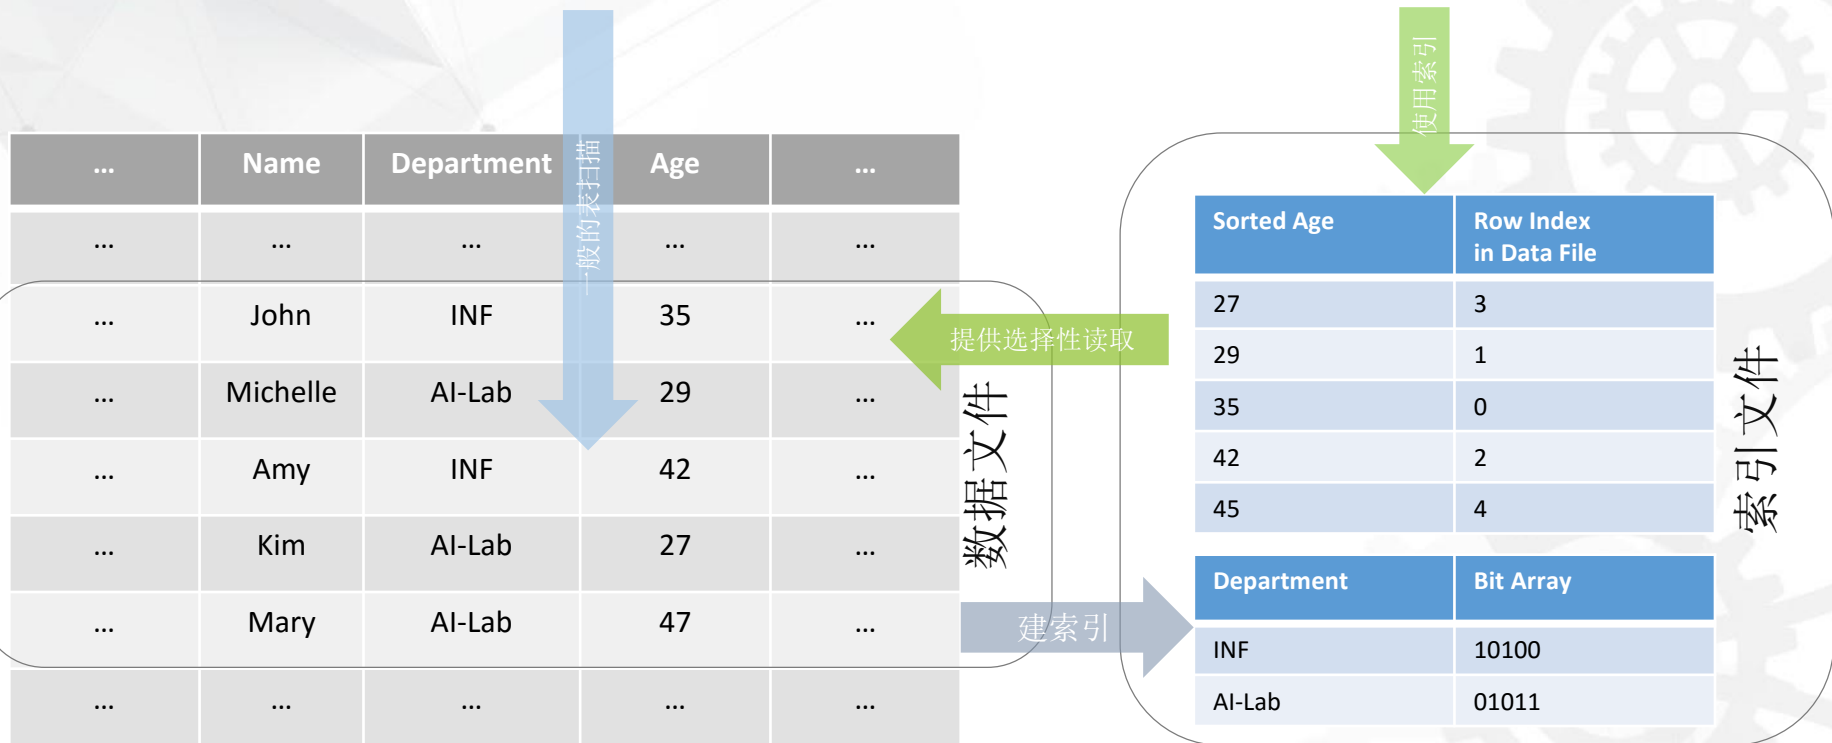 一般的表扫描
使用索引
... Name Department Age ...
... ... ... ... ...
... John INF 35 ...
... Michelle AI-Lab 29 ...
... Amy INF 42 ...
... Kim AI-Lab 27 ...
... Mary AI-Lab 47 ...
... ... ... ... ...
数据文件
提供选择性读取
建索引
Sorted Age Row Index
in Data File
27 3
29 1
35 0
42 2
45 4
Department Bit Array
INF 10100
AI-Lab 01011
索引文件